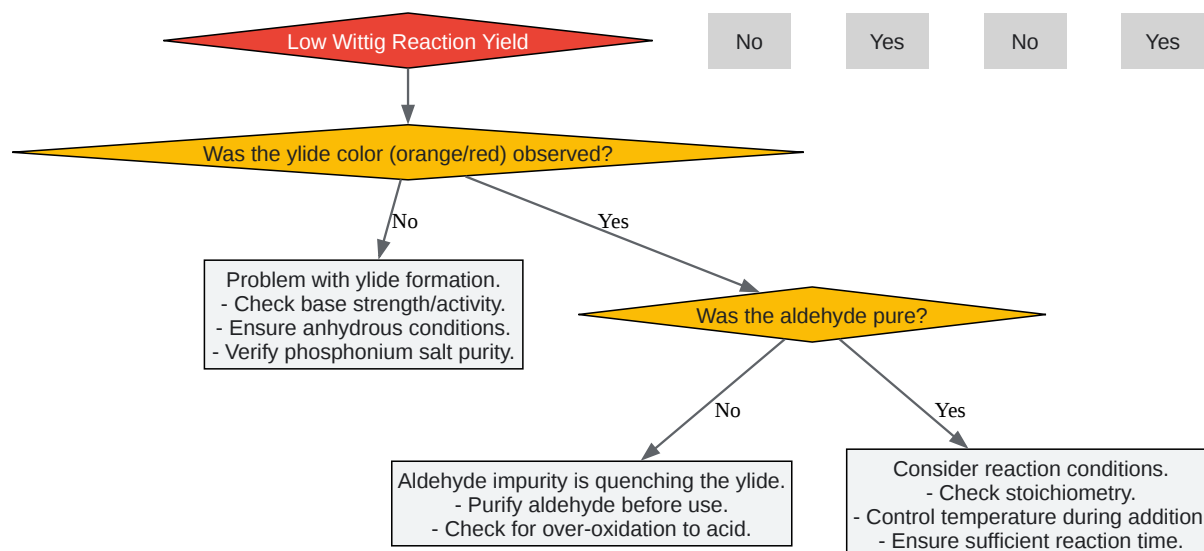 Low Wittig Reaction Yield
No
Yes
No
Yes
Was the ylide color (orange/red) observed?
No
Yes
Problem with ylide formation.
- Check base strength/activity.
- Ensure anhydrous conditions.
- Verify phosphonium salt purity.
Was the aldehyde pure?
No
Yes
Aldehyde impurity is quenching the ylide.
- Purify aldehyde before use.
- Check for over-oxidation to acid.
Consider reaction conditions.
- Check stoichiometry.
- Control temperature during addition
- Ensure sufficient reaction time.